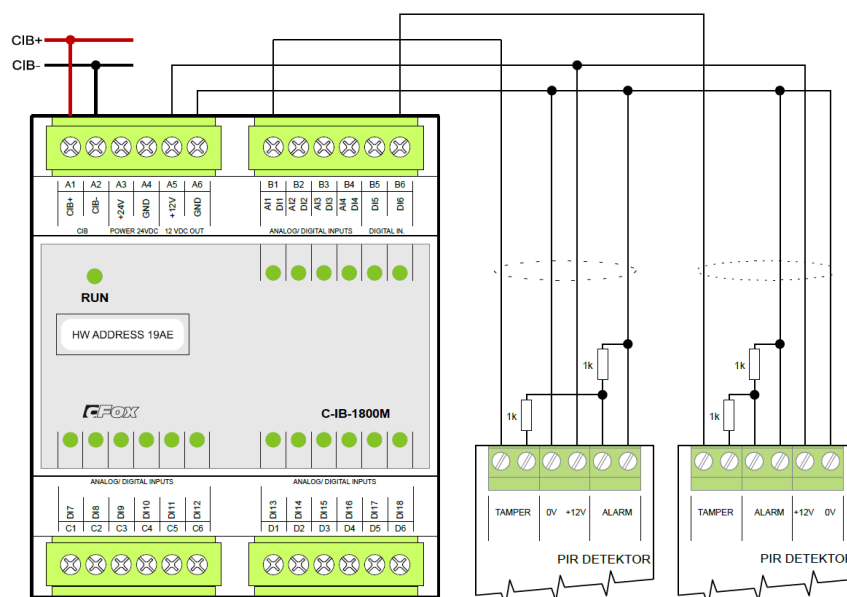 CIB+
CIB-
A1 A2 A3 A4 A5 A6 B1 B2 B3 B4 B5 B6
CIB+ CIB- +24V GND +12V GND AI1 DI1 AI2 DI2 AI3 DI3 AI4 DI4 DI5 DI6
CIB POWER 24VDC 12 VDC OUT ANALOG/ DIGITAL INPUTS DIGITAL IN.
RUN
HW ADDRESS 19AE
CFOX C-IB-1800M
ANALOG/ DIGITAL INPUTS ANALOG/ DIGITAL INPUTS
DI7 DI8 DI9 DI10 DI11 DI12 DI13 DI14 DI15 DI16 DI17 DI18
C1 C2 C3 C4 C5 C6 D1 D2 D3 D4 D5 D6
1k 1k
1k 1k
TAMPER 0V +12V ALARM TAMPER ALARM +12V 0V
PIR DETEKTOR PIR DETEKTOR